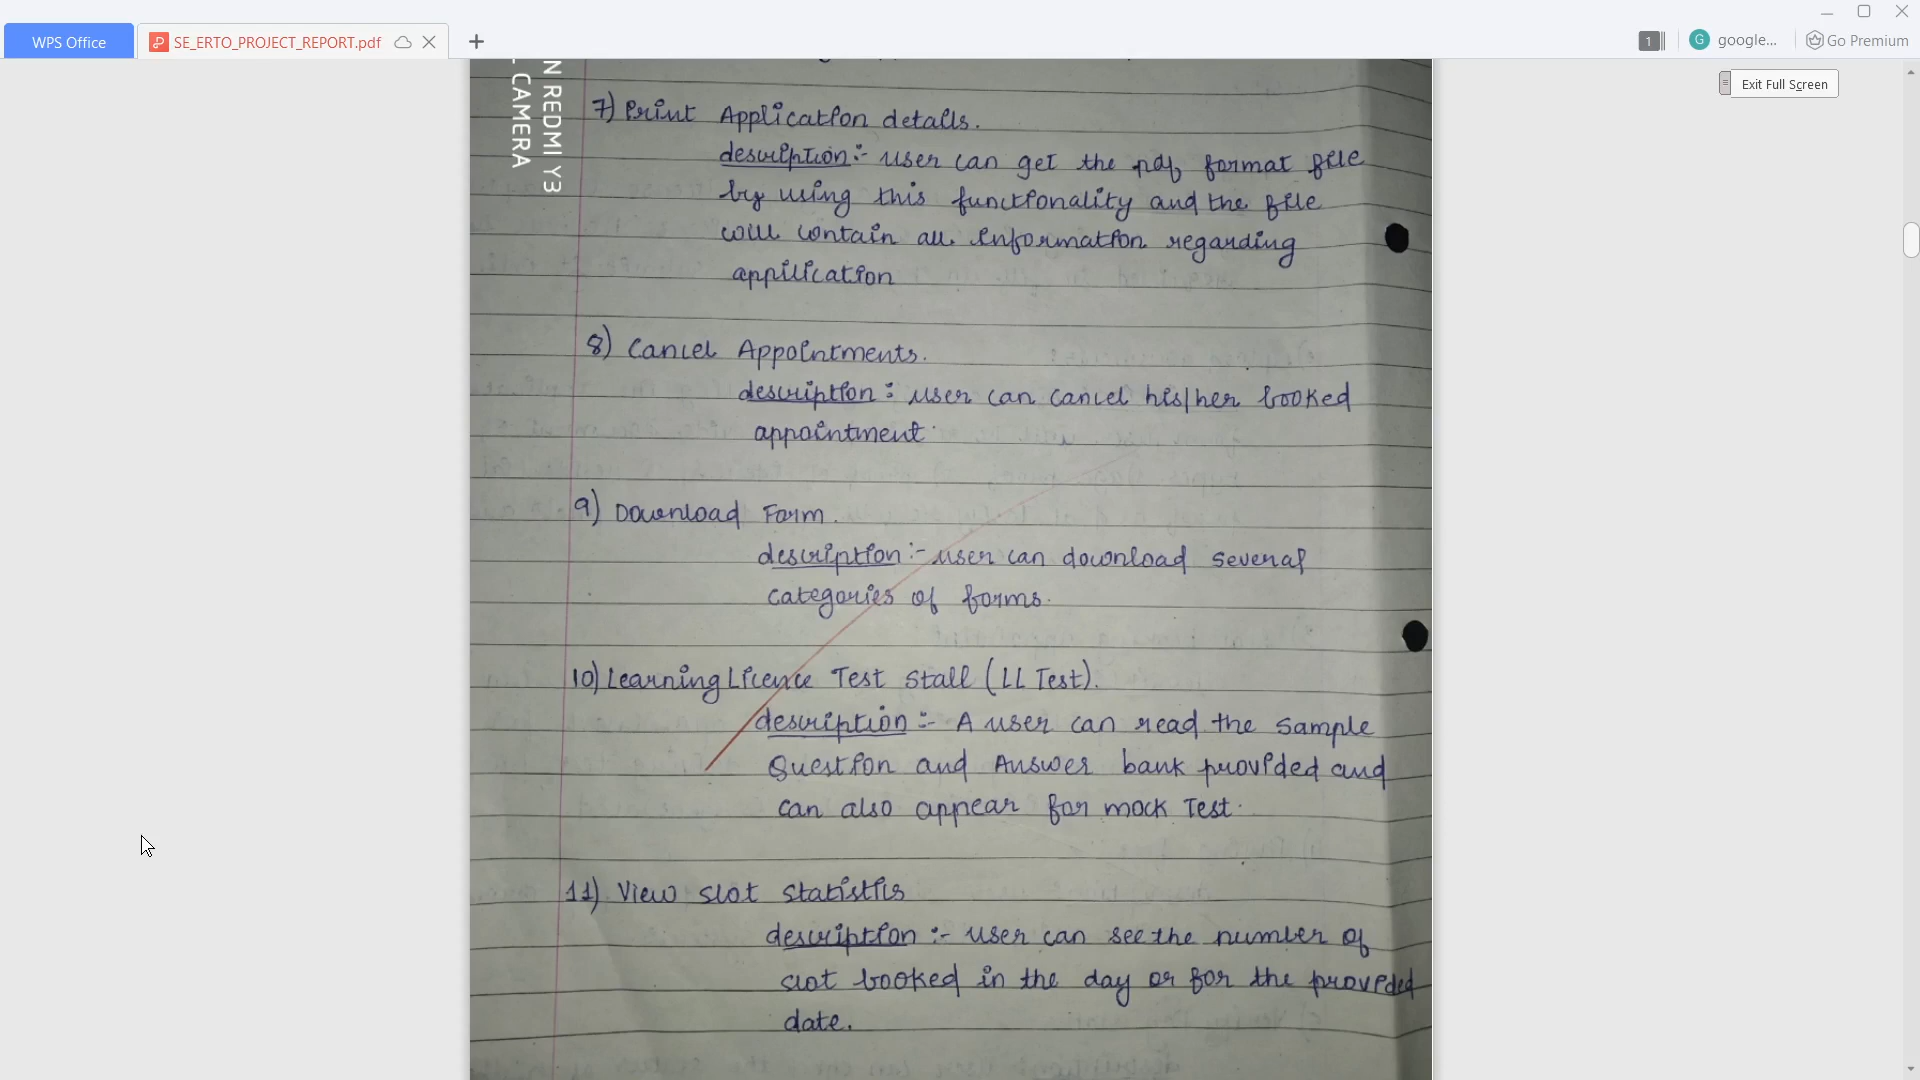 WPS Office
SE_ERTO_PROJECT_REPORT.pdf
1
G google...
Go Premium
Exit Full Screen
N REDMI Y3
CAMERA
7) Print Application details.
description :- user can get the pdf format file
by using this functionality and the file
will contain all information regarding
appilication
8) Cancel Appointments.
description : user can cancel his/her booked
appointment.
9) Download Form.
description :- user can download several
categories of forms.
10) Learning Licence Test Stall (LL Test).
description :- A user can read the sample
Question and Answer bank provided and
can also appear for mock Test.
11) View slot statistics
description :- user can see the number of
slot booked in the day or for the provided
date.